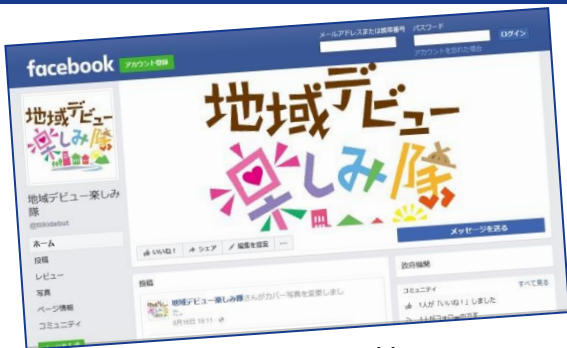 メールアドレスまたは携帯番号 パスワード
facebook アカウント登録 ログイン
アカウントを忘れた場合
地域デビュー
楽しみ隊
地域デビュー
楽しみ隊
地域デビュー楽しみ隊
@tiikidebut
ホーム
投稿
レビュー
写真
ページ情報
コミュニティ
いいね! シェア 編集を提案 ...
メッセージを送る
投稿
地域デビュー楽しみ隊さんがカバー写真を変更しました。
政府機関
コミュニティ すべて見る
1人が「いいね!」しました